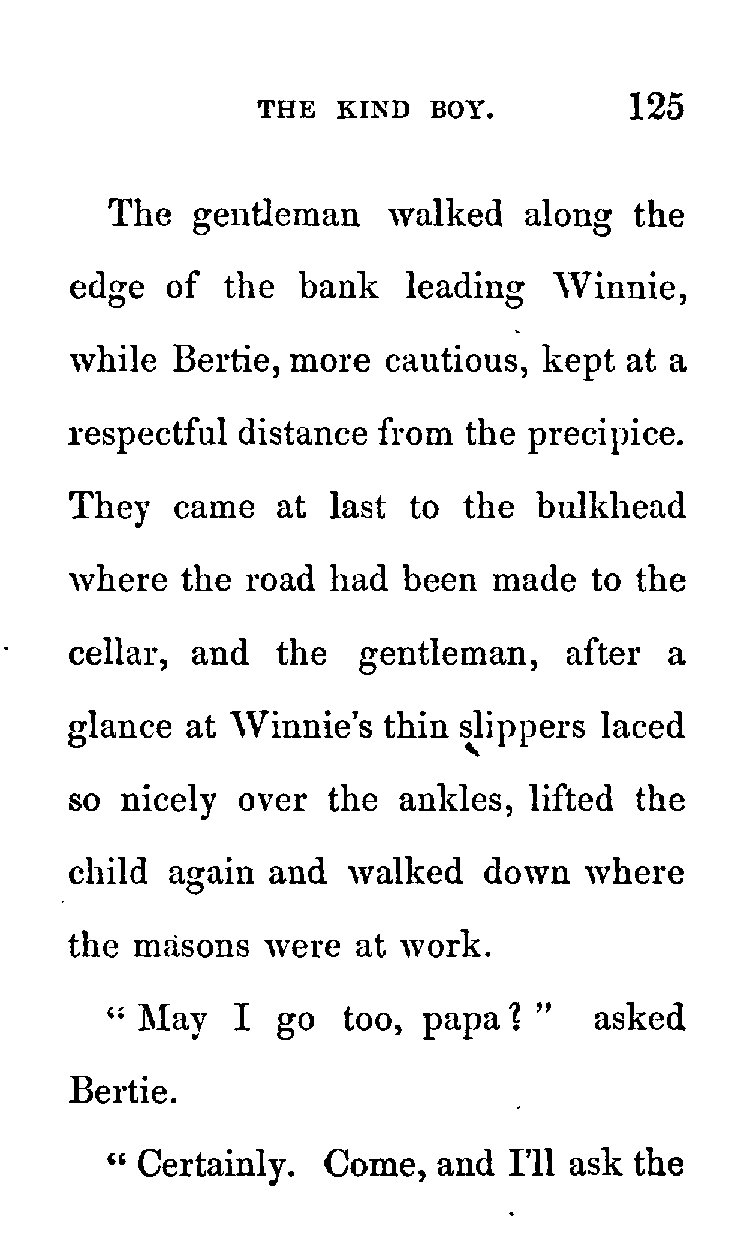 THE KIND BOY. 125
The gentleman walked along the
edge of the bank leading Winnie,
while Bertie, more cautious, kept at a
respectful distance from the precipice.
They came at last to the bulkhead
where the road had been made to the
cellar, and the gentleman, after a
glance at Winnie's thin slippers laced
so nicely over the ankles, lifted the
child again and walked down where
the masons were at work.
“ May I go too, papa? ” asked
Bertie.
“ Certainly. Come, and I'll ask the